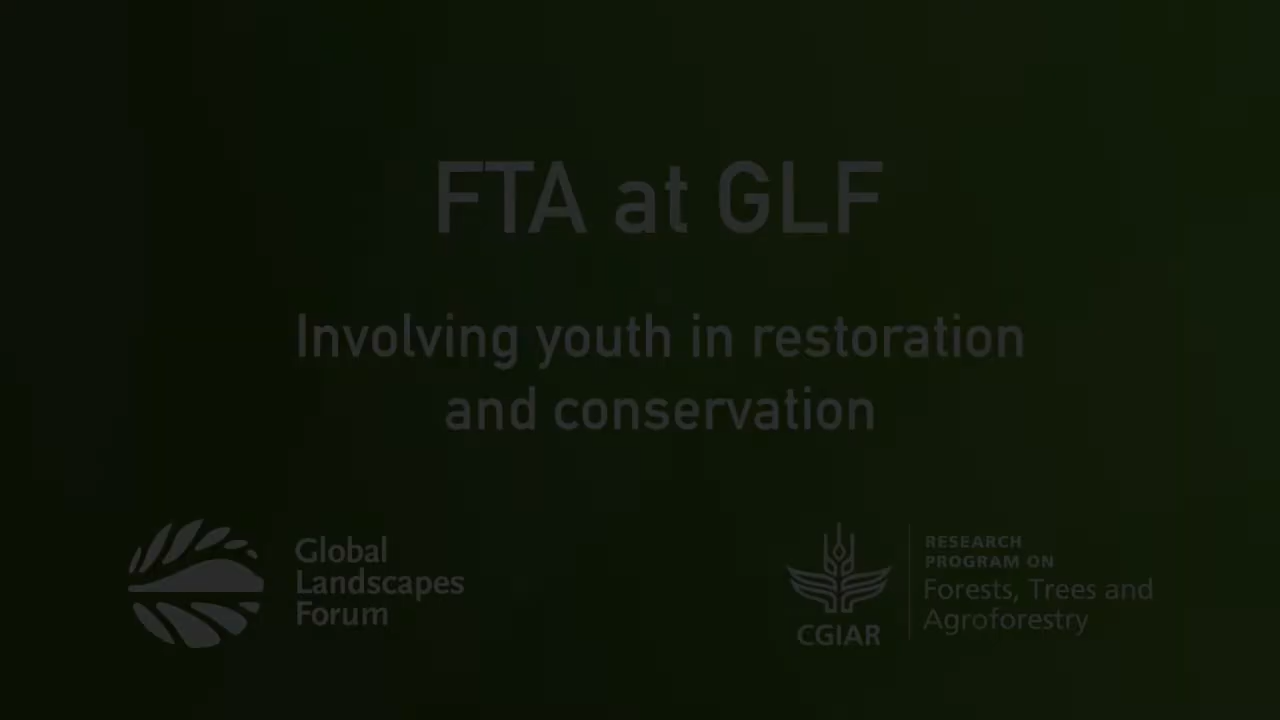 FTA at GLF
Involving youth in restoration
and conservation
Global
Landscapes
Forum
CGIAR
RESEARCH
PROGRAM ON
Forests, Trees and
Agroforestry